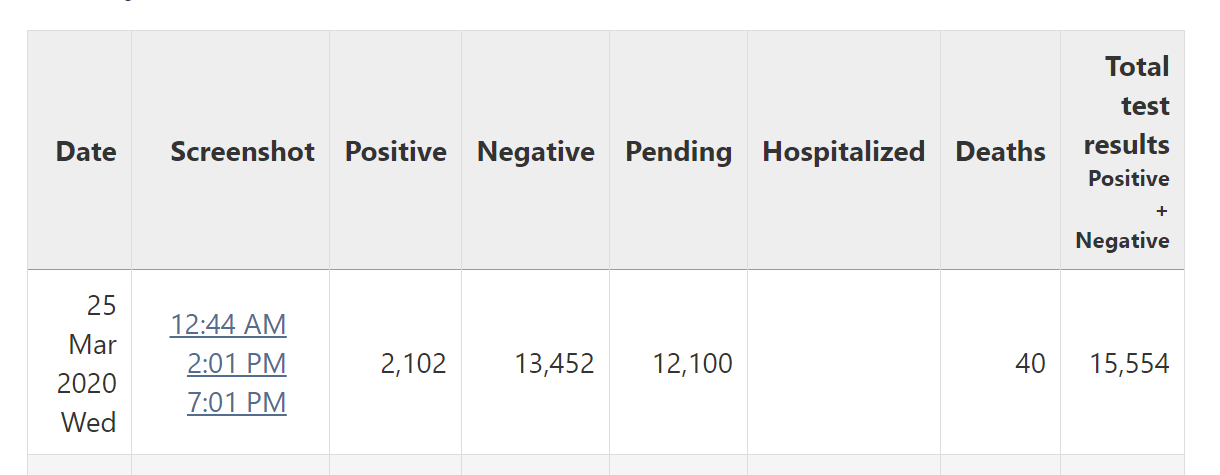 Date
Screenshot
Positive
Negative
Pending
Hospitalized
Deaths
Total
test
results
Positive
+
Negative
25
Mar
2020
Wed
12:44 AM
2:01 PM
7:01 PM
2,102
13,452
12,100
40
15,554